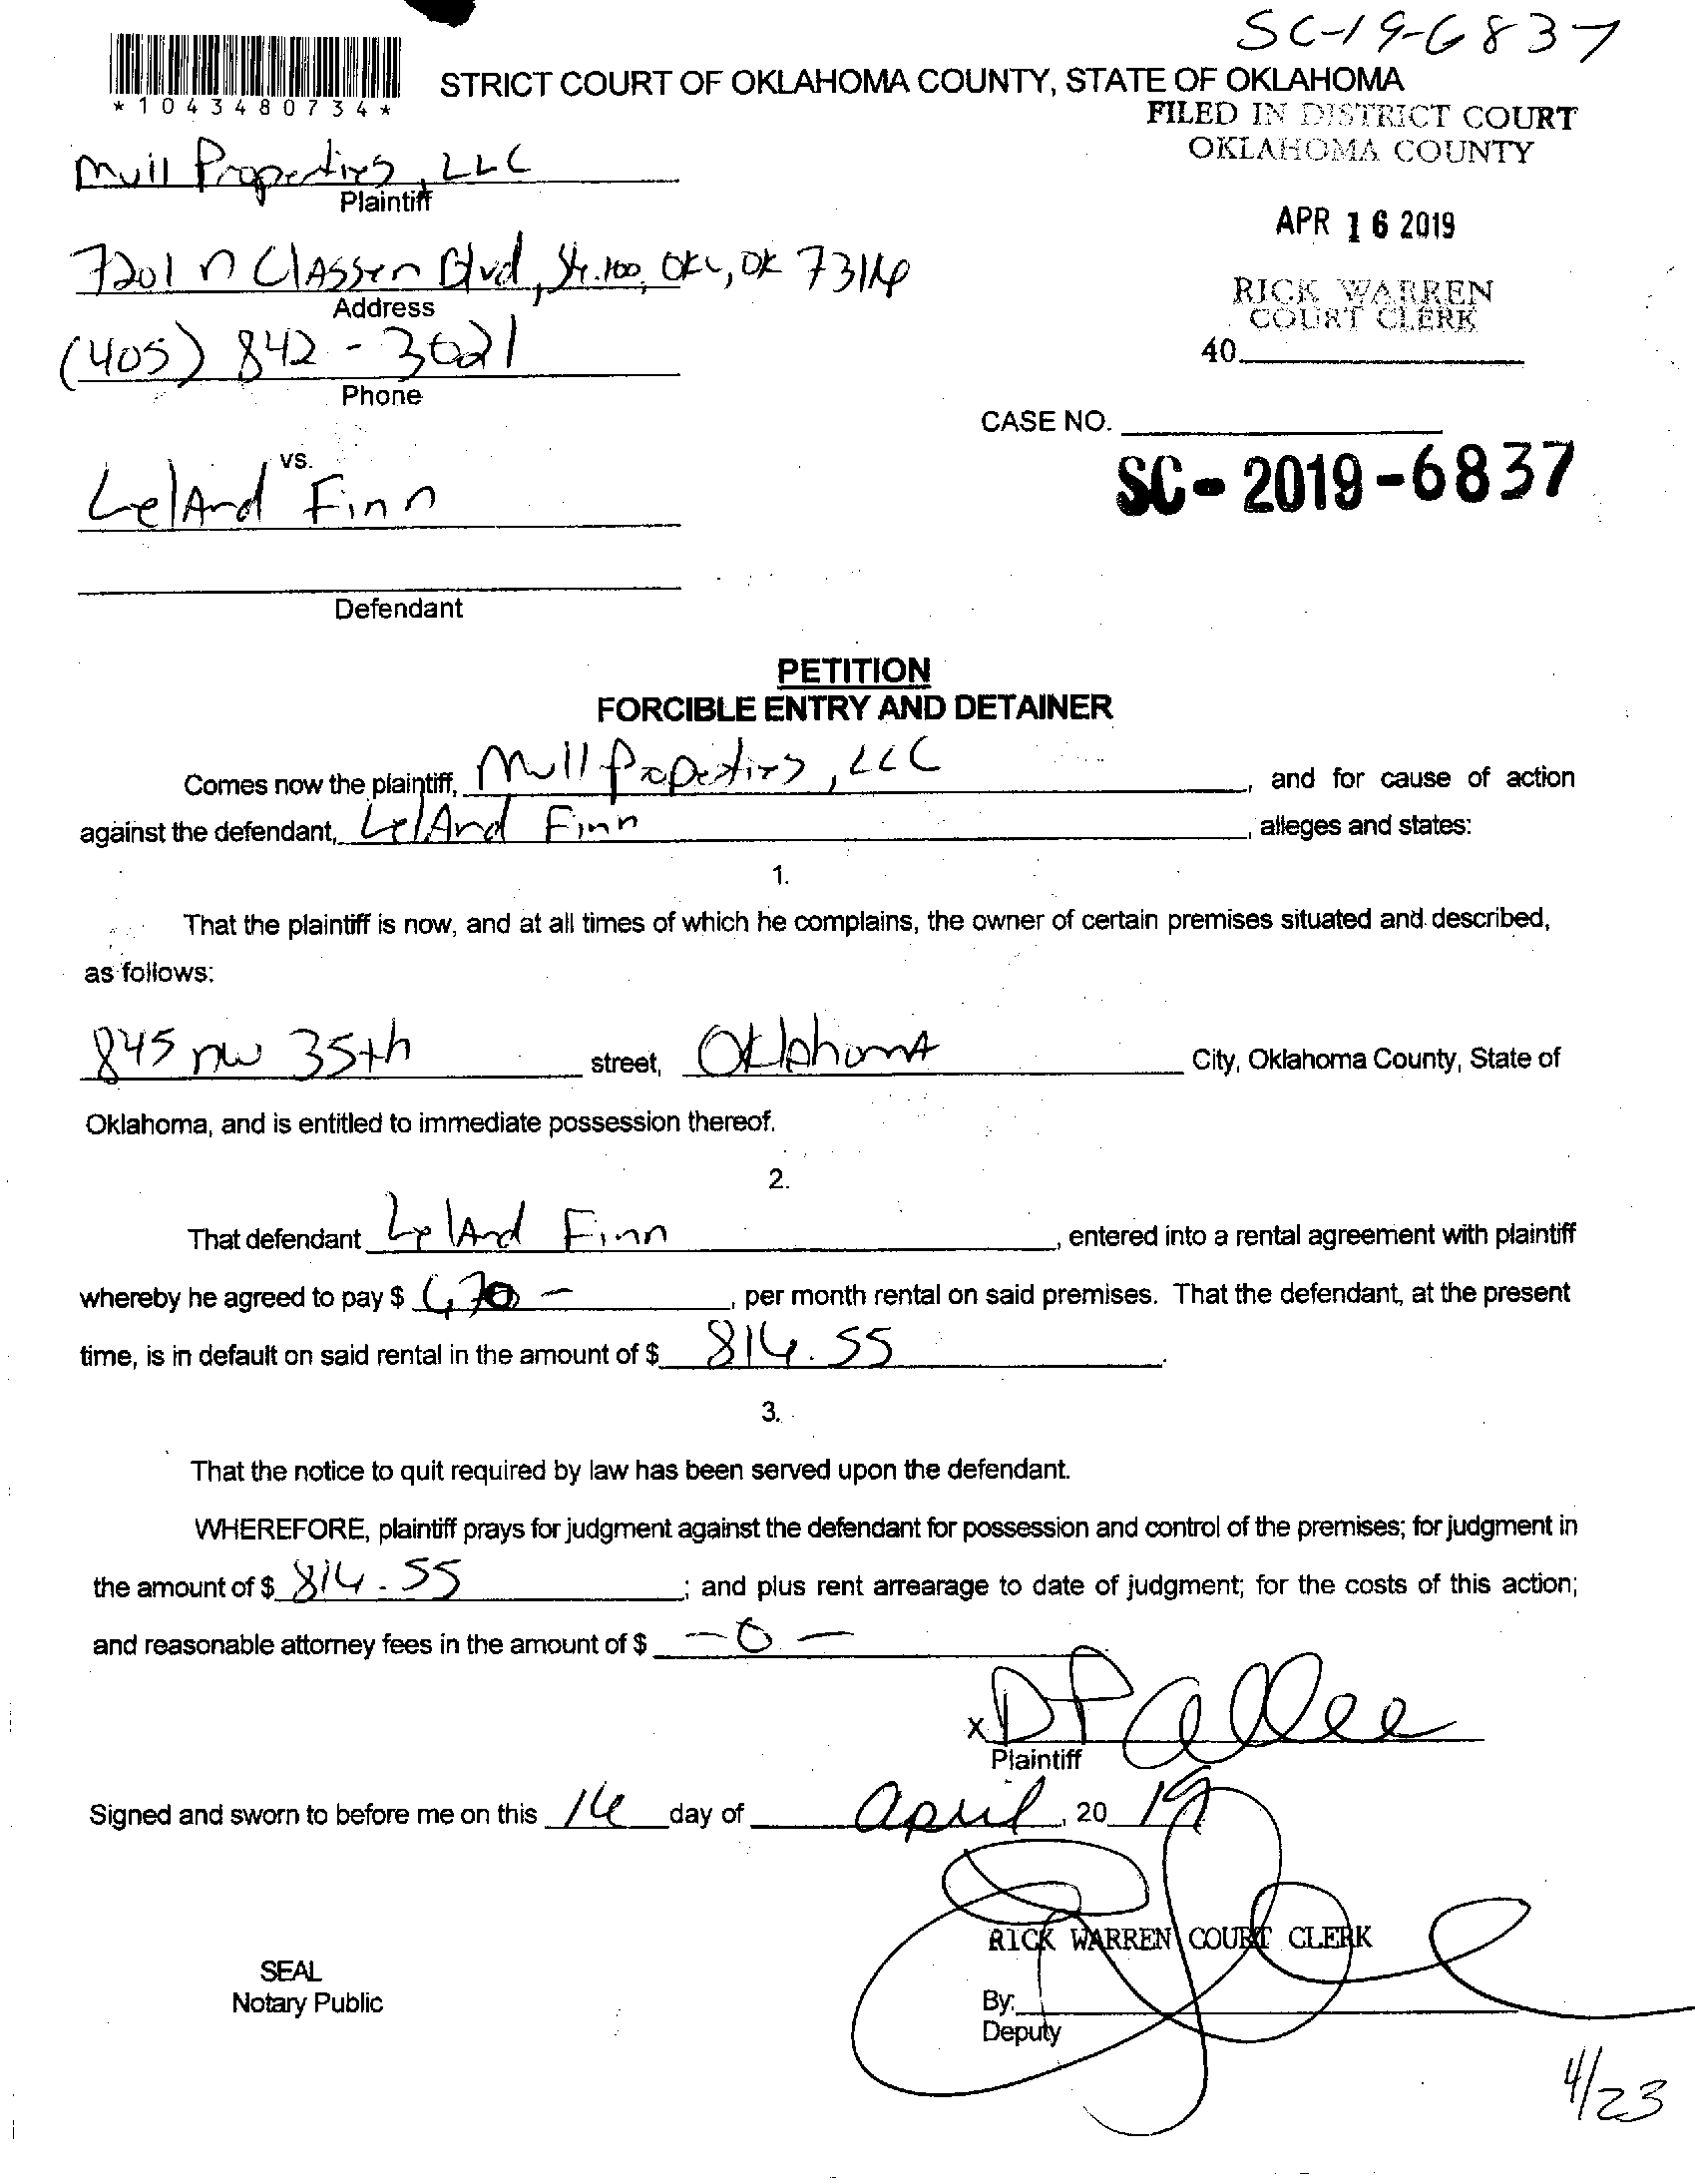 SC-19-6837
*1043480734*
STRICT COURT OF OKLAHOMA COUNTY, STATE OF OKLAHOMA
FILED IN DISTRICT COURT
OKLAHOMA COUNTY
Mull Properties, LLC
Plaintiff
APR 16 2019
7201 N Classen Blvd, Ste. 100, OKC, OK 73116
Address
RICK WARREN
COURT CLERK
(405) 842-3021
40
Phone
CASE NO.
SC-2019-6837
vs.
LelAnd Finn
Defendant
PETITION
FORCIBLE ENTRY AND DETAINER
Comes now the plaintiff, Mull Properties, LLC, and for cause of action
against the defendant, LelAnd Finn, alleges and states:
1.
That the plaintiff is now, and at all times of which he complains, the owner of certain premises situated and described,
as follows:
845 nw 35th street, Oklahoma City, Oklahoma County, State of
Oklahoma, and is entitled to immediate possession thereof.
2.
That defendant LelAnd Finn, entered into a rental agreement with plaintiff
whereby he agreed to pay $ 670 -, per month rental on said premises. That the defendant, at the present
time, is in default on said rental in the amount of $ 816.55.
3.
That the notice to quit required by law has been served upon the defendant.
WHEREFORE, plaintiff prays for judgment against the defendant for possession and control of the premises; for judgment in
the amount of $ 816.55; and plus rent arrearage to date of judgment; for the costs of this action;
and reasonable attorney fees in the amount of $ -0-
x
Plaintiff
Signed and sworn to before me on this 16 day of April, 20 19
RICK WARREN COURT CLERK
SEAL
Notary Public
By:
Deputy
4/23